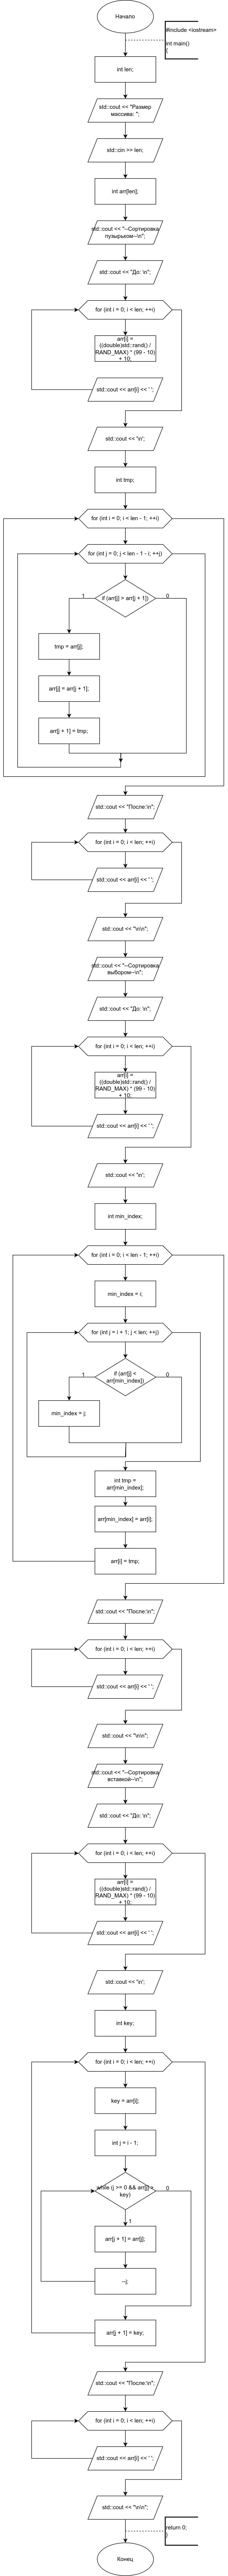 Начало
#include <iostream>
int main()
{
int len;
std::cout << "Размер
массива: ";
std::cin >> len;
int arr[len];
std::cout << "--Сортировка
пузырьком--\n";
std::cout << "До: \n";
for (int i = 0; i < len; ++i)
arr[i] =
((double)std::rand() /
RAND_MAX) * (99 - 10)
+ 10;
std::cout << arr[i] << ' ';
std::cout << '\n';
int tmp;
for (int i = 0; i < len - 1; ++i)
for (int j = 0; j < len - 1 - i; ++j)
1
if (arr[j] > arr[j + 1])
0
tmp = arr[j];
arr[j] = arr[j + 1];
arr[j + 1] = tmp;
std::cout << "После:\n";
for (int i = 0; i < len; ++i)
std::cout << arr[i] << ' ';
std::cout << "\n\n";
std::cout << "--Сортировка
выбором--\n";
std::cout << "До: \n";
for (int i = 0; i < len; ++i)
arr[i] =
((double)std::rand() /
RAND_MAX) * (99 - 10)
+ 10;
std::cout << arr[i] << ' ';
std::cout << '\n';
int min_index;
for (int i = 0; i < len - 1; ++i)
min_index = i;
for (int j = i + 1; j < len; ++j)
1
if (arr[j] <
arr[min_index])
0
min_index = j;
int tmp =
arr[min_index];
arr[min_index] = arr[i];
arr[i] = tmp;
std::cout << "После:\n";
for (int i = 0; i < len; ++i)
std::cout << arr[i] << ' ';
std::cout << "\n\n";
std::cout << "--Сортировка
вставкой--\n";
std::cout << "До: \n";
for (int i = 0; i < len; ++i)
arr[i] =
((double)std::rand() /
RAND_MAX) * (99 - 10)
+ 10;
std::cout << arr[i] << ' ';
std::cout << '\n';
int key;
for (int i = 0; i < len; ++i)
key = arr[i];
int j = i - 1;
while (j >= 0 && arr[j] >
key)
0
1
arr[j + 1] = arr[j];
--j;
arr[j + 1] = key;
std::cout << "После:\n";
for (int i = 0; i < len; ++i)
std::cout << arr[i] << ' ';
std::cout << "\n\n";
return 0;
}
Конец